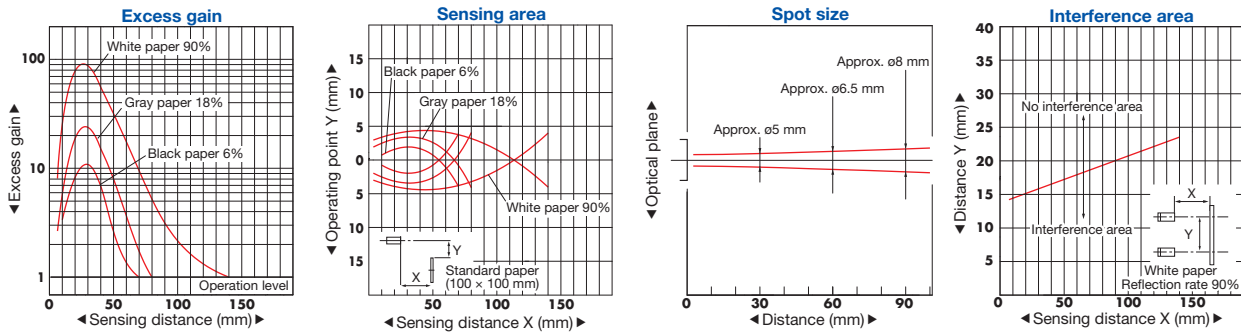 Excess gain
100
10
1
◀Excess gain▶
White paper 90%
Gray paper 18%
Black paper 6%
Operation level
0
50
100
150
◀Sensing distance (mm)▶
Sensing area
15
10
5
0
5
10
15
◀Operating point Y (mm)▶
Black paper 6%
Gray paper 18%
White paper 90%
Y
X
Standard paper
(100 × 100 mm)
0
50
100
150
◀Sensing distance X (mm)▶
Spot size
◀Optical plane▶
Approx. ø8 mm
Approx. ø6.5 mm
Approx. ø5 mm
0
30
60
90
◀Distance (mm)▶
Interference area
40
35
30
25
20
15
10
5
◀Distance Y (mm)▶
No interference area
Interference area
X
Y
White paper
Reflection rate 90%
0
50
100
150
◀Sensing distance X (mm)▶